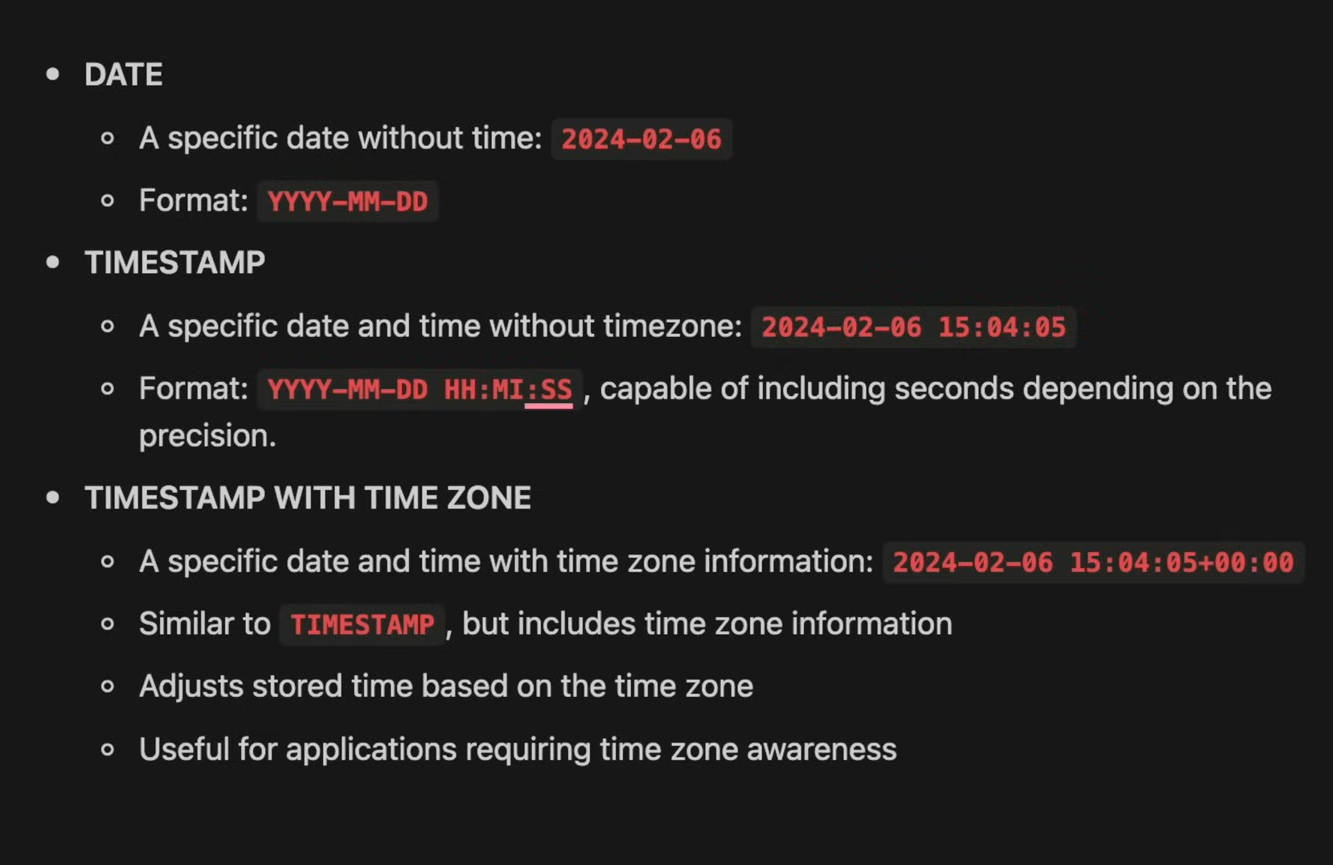 DATE
A specific date without time: 2024-02-06
Format: YYYY-MM-DD
TIMESTAMP
A specific date and time without timezone: 2024-02-06 15:04:05
Format: YYYY-MM-DD HH:MI:SS, capable of including seconds depending on the
precision.
TIMESTAMP WITH TIME ZONE
A specific date and time with time zone information: 2024-02-06 15:04:05+00:00
Similar to TIMESTAMP, but includes time zone information
Adjusts stored time based on the time zone
Useful for applications requiring time zone awareness